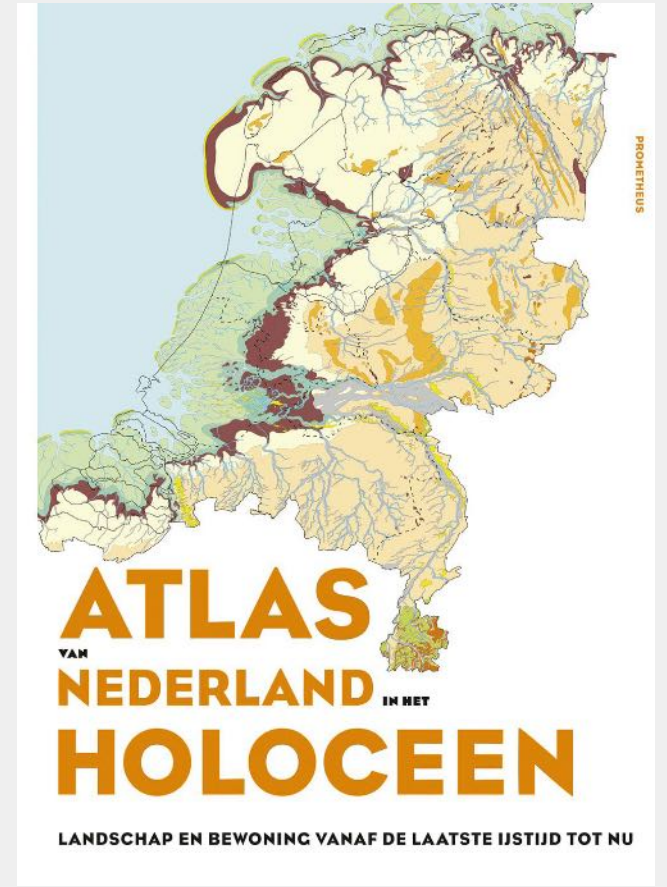 PROMETHEUS
ATLAS
VAN
NEDERLAND IN HET
HOLOCEEN
LANDSCHAP EN BEWONING VANAF DE LAATSTE IJSTIJD TOT NU